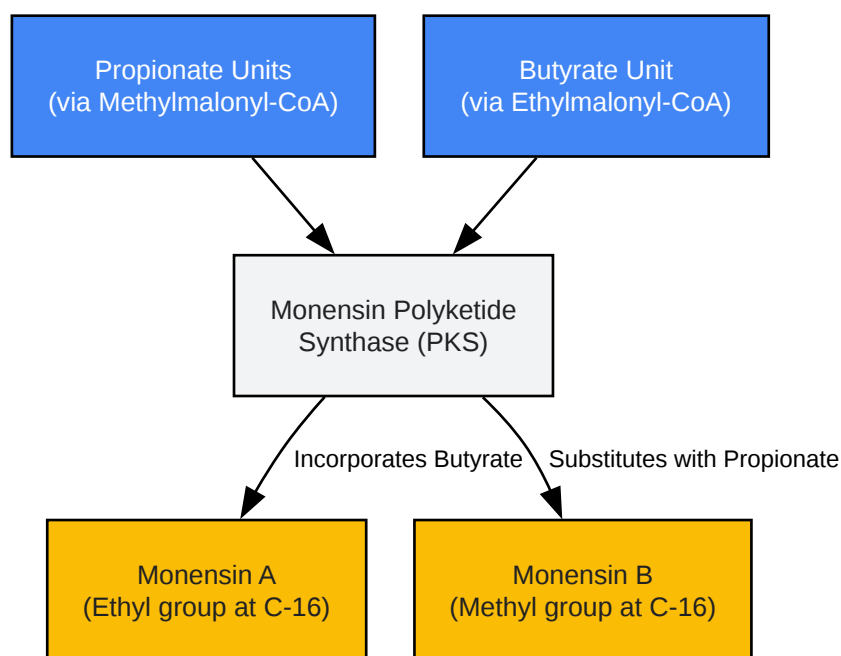 Propionate Units
(via Methylmalonyl-CoA)
Butyrate Unit
(via Ethylmalonyl-CoA)
Monensin Polyketide
Synthase (PKS)
Incorporates Butyrate
Substitutes with Propionate
Monensin A
(Ethyl group at C-16)
Monensin B
(Methyl group at C-16)